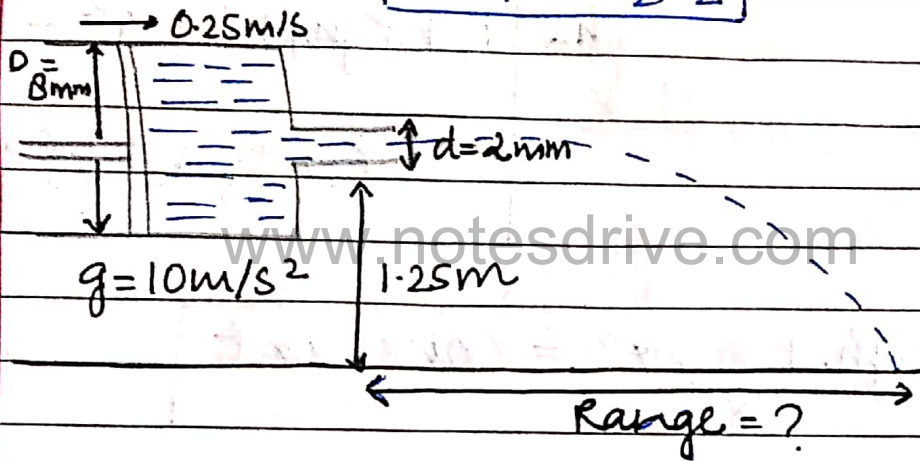 → 0.25m/s
D =
8mm
d=2mm
www.notesdrive.com
g=10m/s²
1.25m
Range = ?